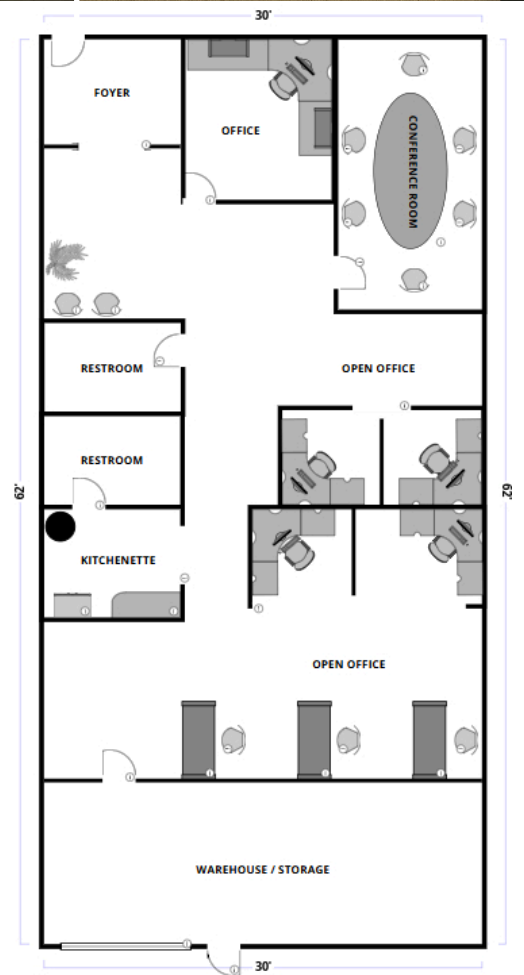 30'
FOYER
OFFICE
CONFERENCE ROOM
RESTROOM
OPEN OFFICE
RESTROOM
62'
62'
KITCHENETTE
OPEN OFFICE
WAREHOUSE / STORAGE
30'